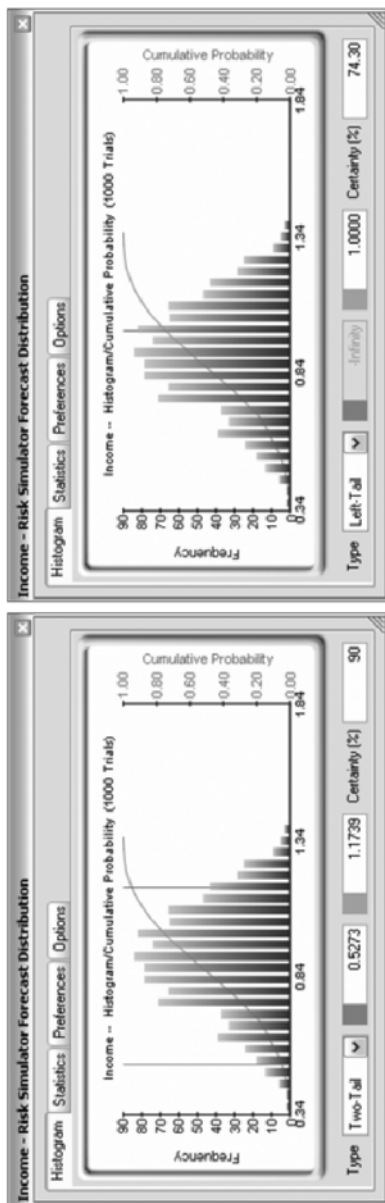 Income - Risk Simulator Forecast Distribution
Histogram Statistics Preferences Options
Income -- Histogram/Cumulative Probability (1000 Trials)
Frequency
90
80
70
60
50
40
30
20
10
0
0.34 0.84 1.34 1.84
Cumulative Probability
1.00
0.80
0.60
0.40
0.20
0.00
Type Two-Tail 0.5273 1.1739 Certainty (%) 90
Income - Risk Simulator Forecast Distribution
Histogram Statistics Preferences Options
Income -- Histogram/Cumulative Probability (1000 Trials)
Frequency
90
80
70
60
50
40
30
20
10
0
0.34 0.84 1.34 1.84
Cumulative Probability
1.00
0.80
0.60
0.40
0.20
0.00
Type Left-Tail -Infinity 1.0000 Certainty (%) 74.30